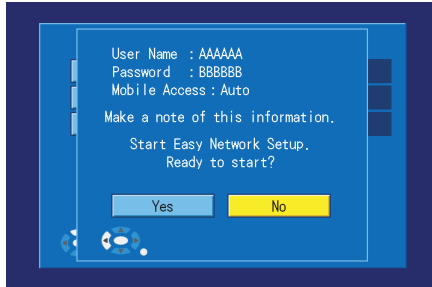 User Name : AAAAAA
Password : BBBBBB
Mobile Access : Auto
Make a note of this information.
Start Easy Network Setup.
Ready to start?
Yes
No